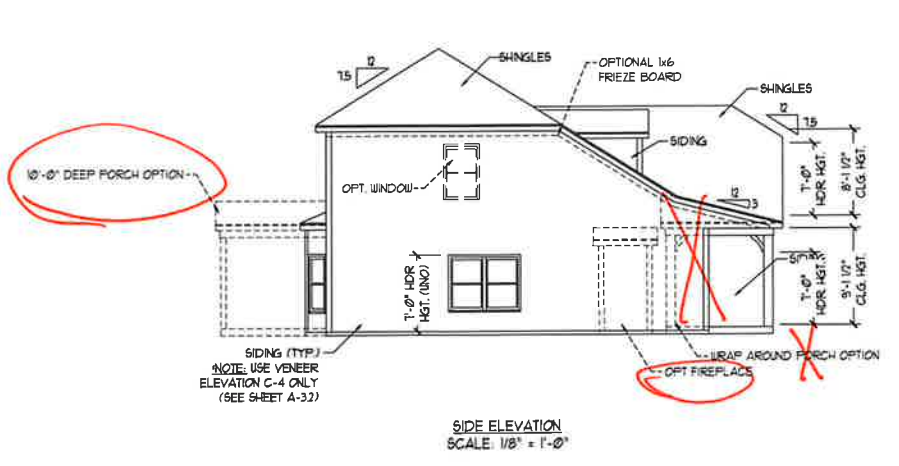 12
7.5
SHINGLES
OPTIONAL 1x6
FRIEZE BOARD
SHINGLES
12
7.5
SIDING
10'-0" DEEP PORCH OPTION
OPT. WINDOW
12
3
7'-0"
HDR. HGT.
8'-1 1/2"
CLG. HGT.
7'-0" HDR
HGT. (UNO)
7'-0"
HDR. HGT.
9'-1 1/2"
CLG. HGT.
SIDING (TYP.)
NOTE: USE VENEER
ELEVATION C-4 ONLY
(SEE SHEET A-3.2)
WRAP AROUND PORCH OPTION
OPT FIREPLACE
SIDE ELEVATION
SCALE: 1/8" = 1'-0"